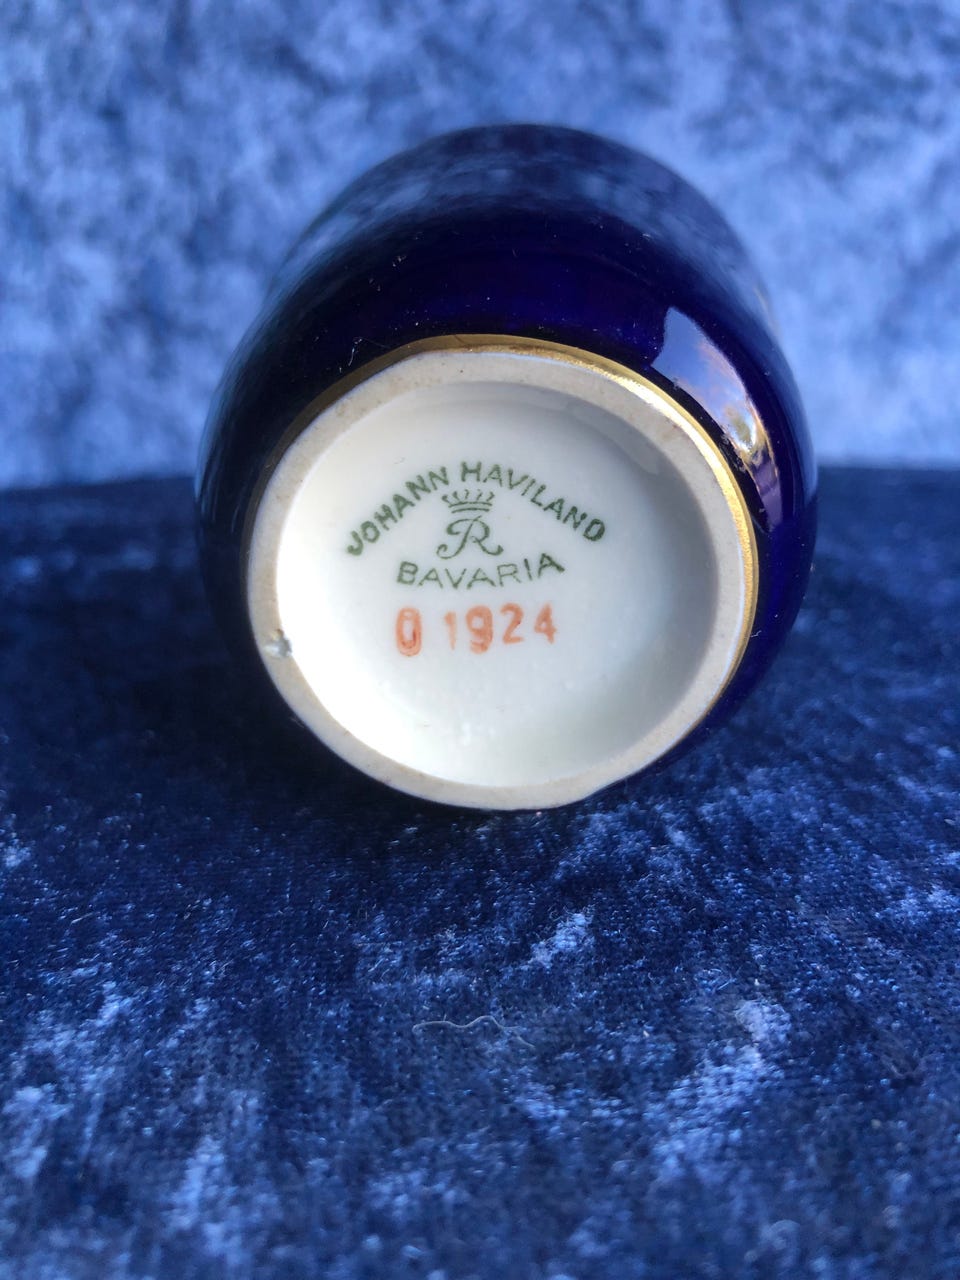 JOHANN HAVILAND
R
BAVARIA
0 1924